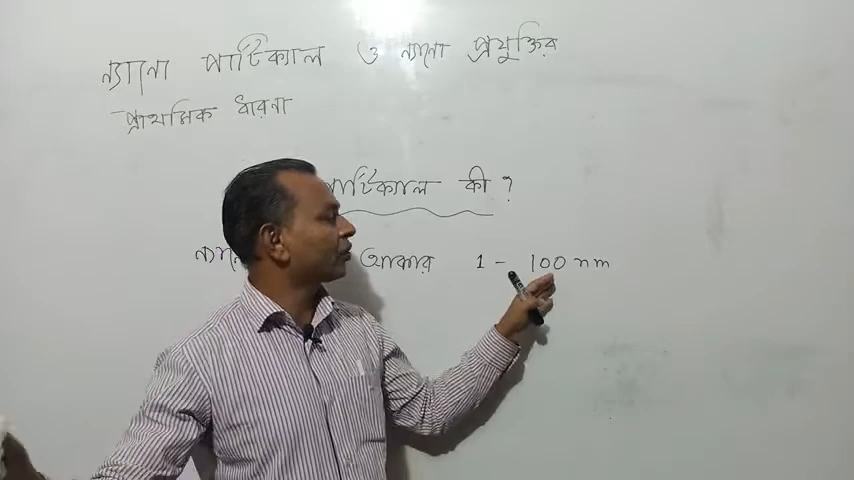 ন্যানো পার্টিক্যাল ও ন্যানো প্রযুক্তির
প্রাথমিক ধারনা
পার্টিক্যাল কী ?
ন্যানো আকার 1 - 100 nm